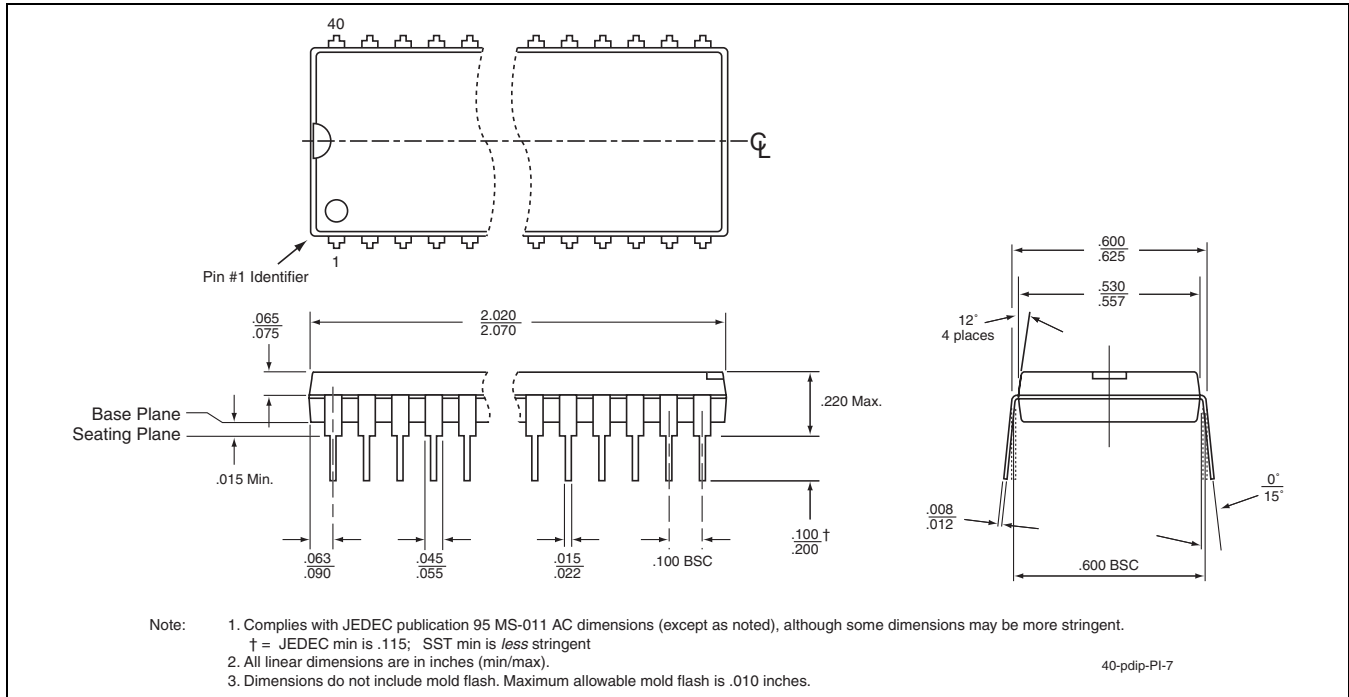 40
℄
1
Pin #1 Identifier
.600
.625
.530
.557
12°
4 places
.065
.075
2.020
2.070
.220 Max.
Base Plane
Seating Plane
.015 Min.
.063
.090
.045
.055
.015
.022
.100 BSC
.100 †
.200
.008
.012
0°
15°
.600 BSC
Note: 1. Complies with JEDEC publication 95 MS-011 AC dimensions (except as noted), although some dimensions may be more stringent.
† = JEDEC min is .115; SST min is less stringent
2. All linear dimensions are in inches (min/max).
40-pdip-PI-7
3. Dimensions do not include mold flash. Maximum allowable mold flash is .010 inches.